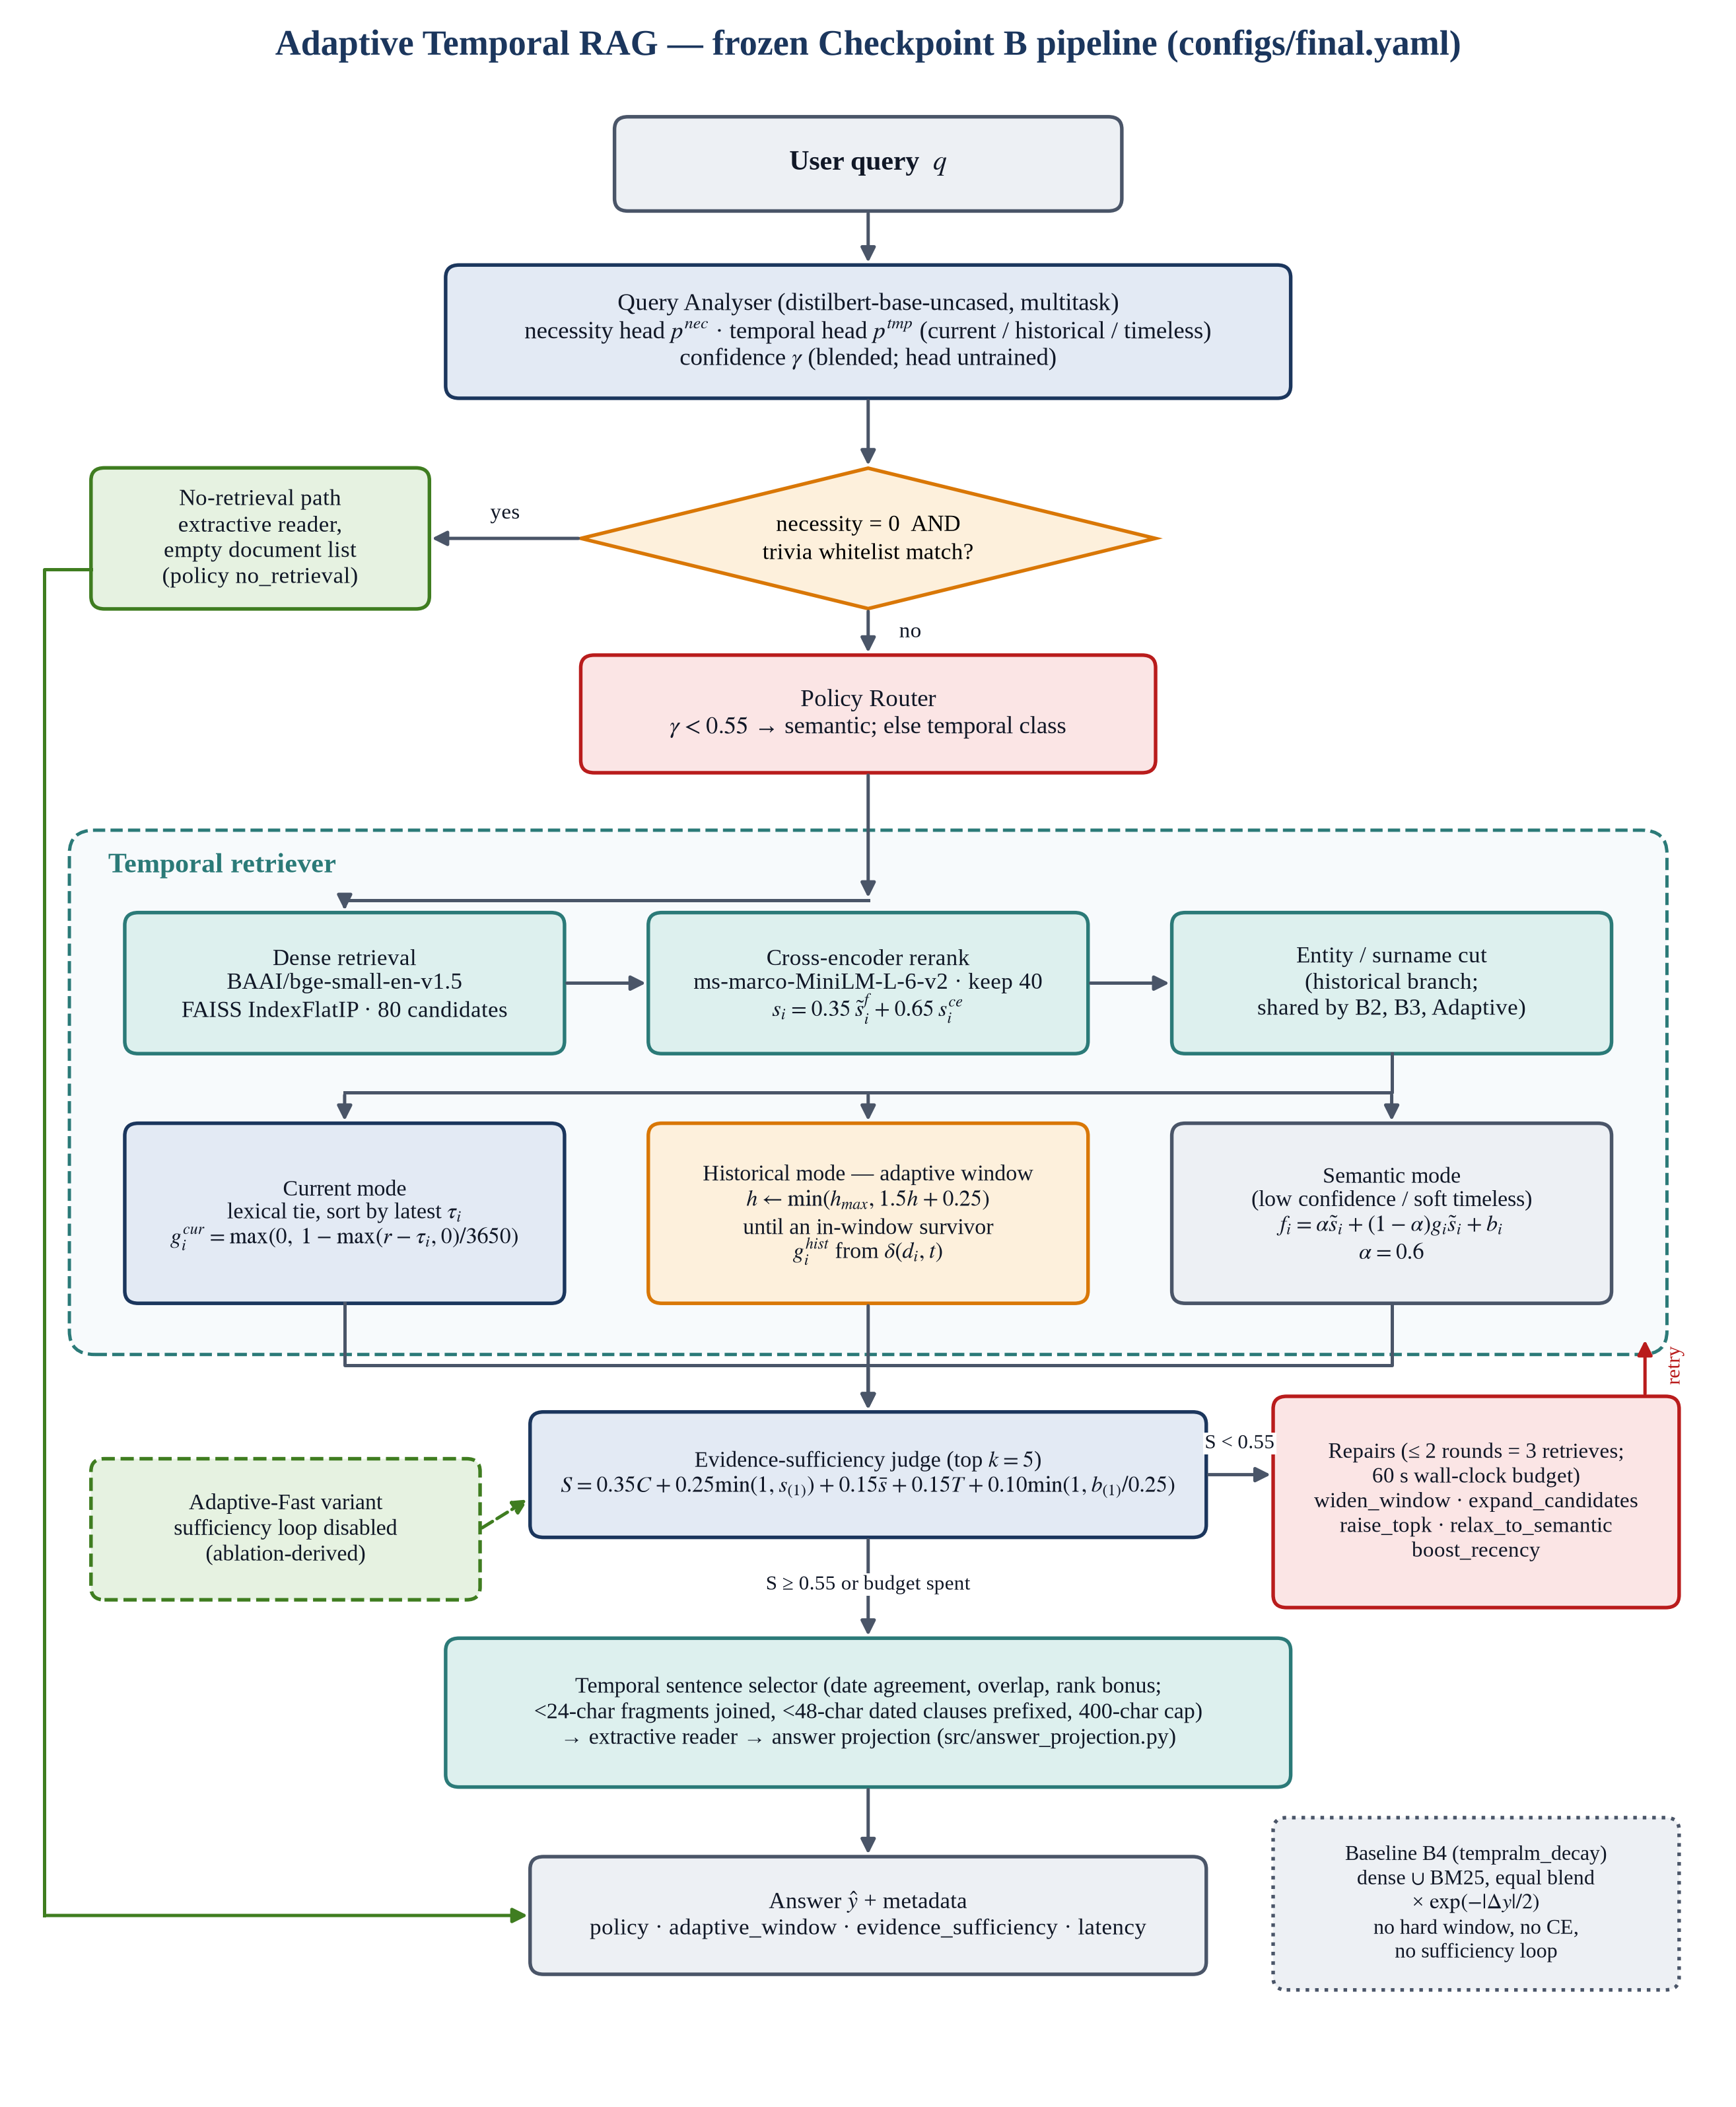 Adaptive Temporal RAG — frozen Checkpoint B pipeline (configs/final.yaml)
User query q
Query Analyser (distilbert-base-uncased, multitask)
necessity head p^{nec} · temporal head p^{tmp} (current / historical / timeless)
confidence γ (blended; head untrained)
No-retrieval path
extractive reader,
empty document list
(policy no_retrieval)
yes
necessity = 0 AND
trivia whitelist match?
no
Policy Router
γ < 0.55 → semantic; else temporal class
Temporal retriever
Dense retrieval
BAAI/bge-small-en-v1.5
FAISS IndexFlatIP · 80 candidates
Cross-encoder rerank
ms-marco-MiniLM-L-6-v2 · keep 40
s_i = 0.35 s̃_i^f + 0.65 s_i^{ce}
Entity / surname cut
(historical branch;
shared by B2, B3, Adaptive)
Current mode
lexical tie, sort by latest τ_i
g_i^{cur} = max(0, 1 − max(r − τ_i, 0)/3650)
Historical mode — adaptive window
h ← min(h_{max}, 1.5h + 0.25)
until an in-window survivor
g_i^{hist} from δ(d_i, t)
Semantic mode
(low confidence / soft timeless)
f_i = αs̃_i + (1 − α)g_i s̃_i + b_i
α = 0.6
retry
Evidence-sufficiency judge (top k = 5)
S = 0.35C + 0.25min(1, s_{(1)}) + 0.15s̄ + 0.15T + 0.10min(1, b_{(1)}/0.25)
S < 0.55
Repairs (≤ 2 rounds = 3 retrieves;
60 s wall-clock budget)
widen_window · expand_candidates
raise_topk · relax_to_semantic
boost_recency
Adaptive-Fast variant
sufficiency loop disabled
(ablation-derived)
S ≥ 0.55 or budget spent
Temporal sentence selector (date agreement, overlap, rank bonus;
<24-char fragments joined, <48-char dated clauses prefixed, 400-char cap)
→ extractive reader → answer projection (src/answer_projection.py)
Answer ŷ + metadata
policy · adaptive_window · evidence_sufficiency · latency
Baseline B4 (tempralm_decay)
dense ∪ BM25, equal blend
× exp(−|Δy|/2)
no hard window, no CE,
no sufficiency loop